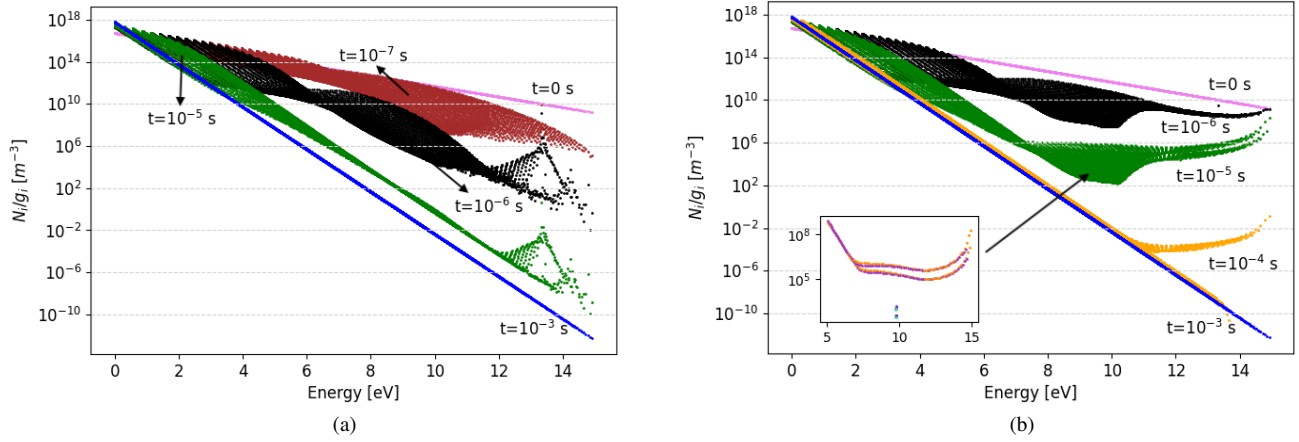 10^18
10^14
10^10
10^6
10^2
10^−2
10^−6
10^−10
N_i/g_i [m^−3]
t=10^-7 s
t=0 s
t=10^-5 s
t=10^-6 s
t=10^-3 s
0 2 4 6 8 10 12 14
Energy [eV]
(a)
10^18
10^14
10^10
10^6
10^2
10^−2
10^−6
10^−10
N_i/g_i [m^−3]
t=0 s
t=10^-6 s
t=10^-5 s
t=10^-4 s
t=10^-3 s
10^8
10^5
5 10 15
0 2 4 6 8 10 12 14
Energy [eV]
(b)